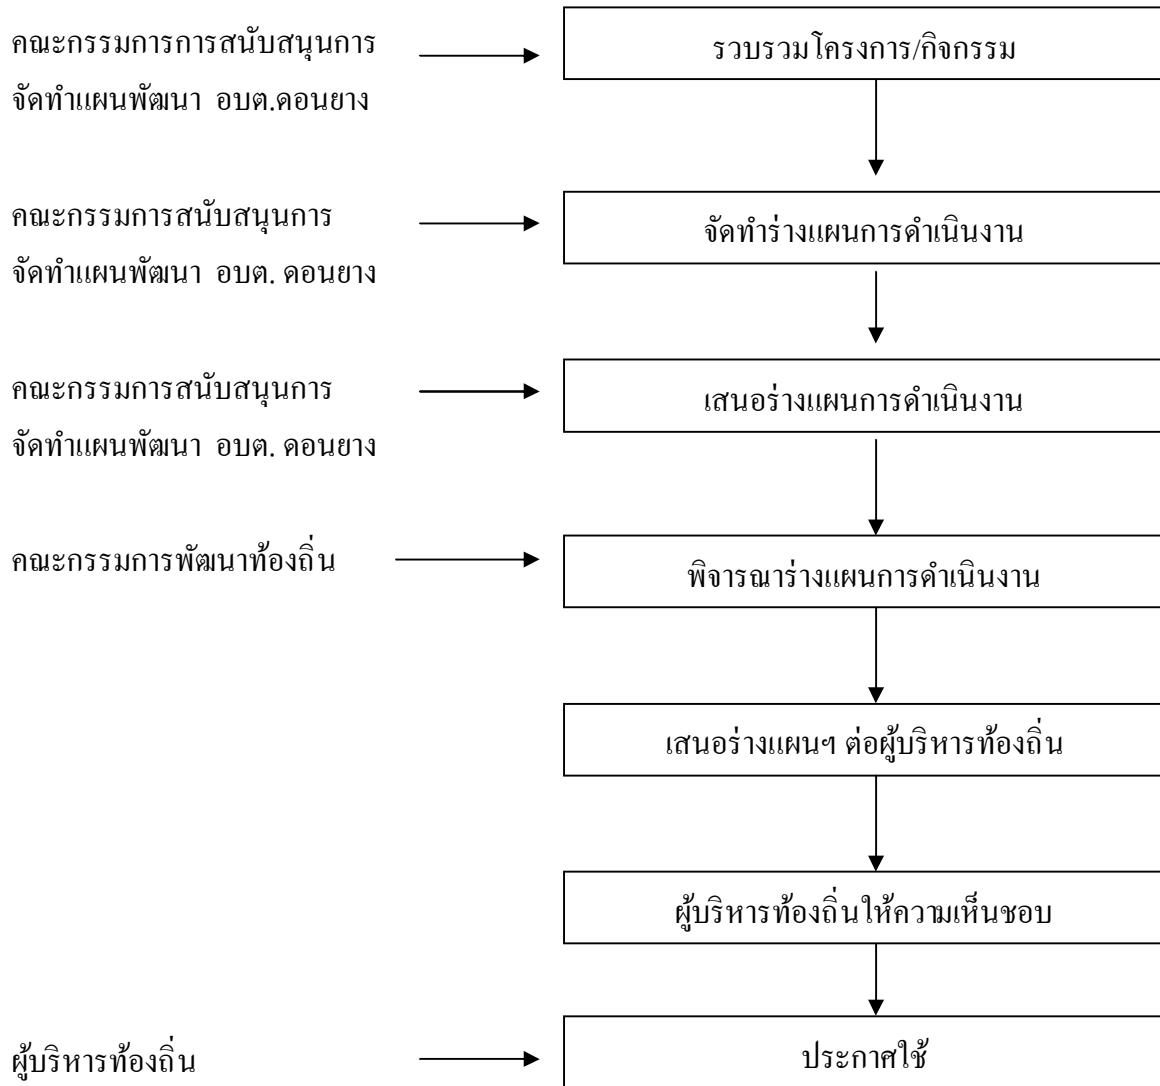 คณะกรรมการการสนับสนุนการ
จัดทำแผนพัฒนา อบต.ดอนยาง
รวบรวมโครงการ/กิจกรรม
คณะกรรมการสนับสนุนการ
จัดทำแผนพัฒนา อบต. ดอนยาง
จัดทำร่างแผนการดำเนินงาน
คณะกรรมการสนับสนุนการ
จัดทำแผนพัฒนา อบต. ดอนยาง
เสนอร่างแผนการดำเนินงาน
คณะกรรมการพัฒนาท้องถิ่น
พิจารณาร่างแผนการดำเนินงาน
เสนอร่างแผนฯ ต่อผู้บริหารท้องถิ่น
ผู้บริหารท้องถิ่นให้ความเห็นชอบ
ผู้บริหารท้องถิ่น
ประกาศใช้